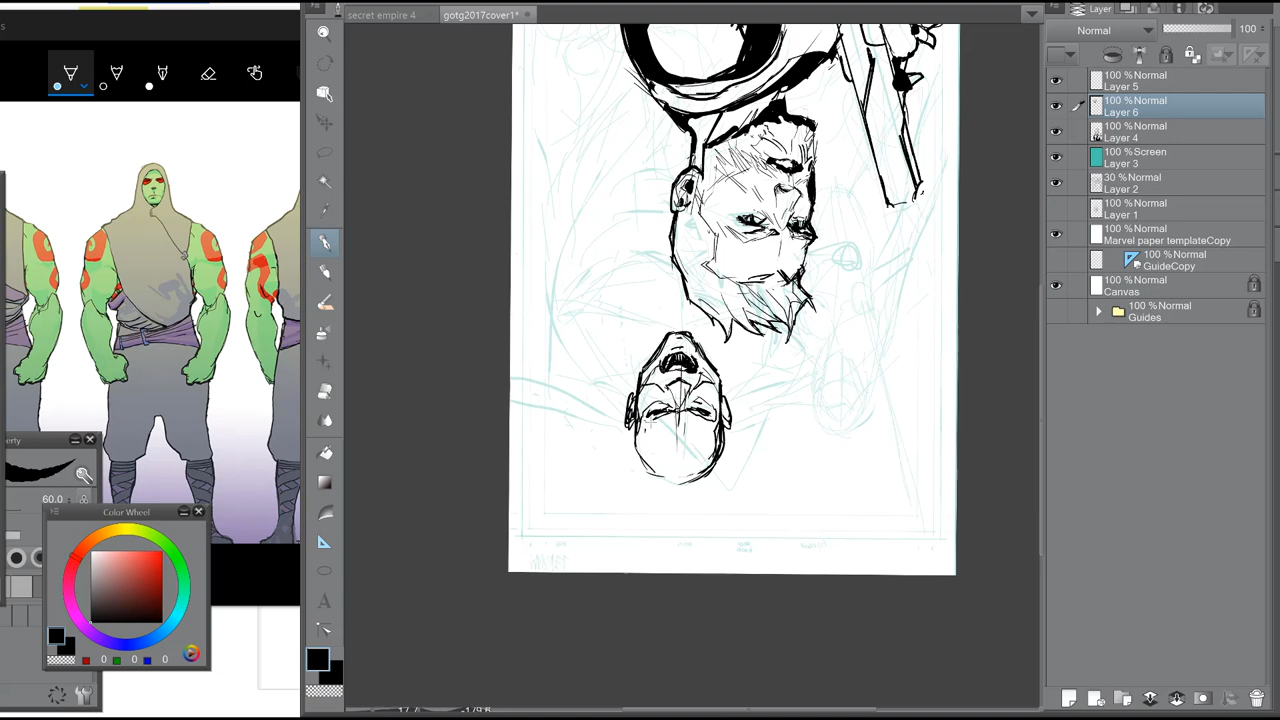 s
secret empire 4
gotg2017cover1*
Layer
Normal
100
100 %Normal
Layer 5
100 %Normal
Layer 6
100 %Normal
Layer 4
100 %Screen
Layer 3
30 %Normal
Layer 2
100 %Normal
Layer 1
100 %Normal
Marvel paper templateCopy
100 %Normal
GuideCopy
100 %Normal
Canvas
100 %Normal
Guides
erty
60.0
Color Wheel
0
0
0
A